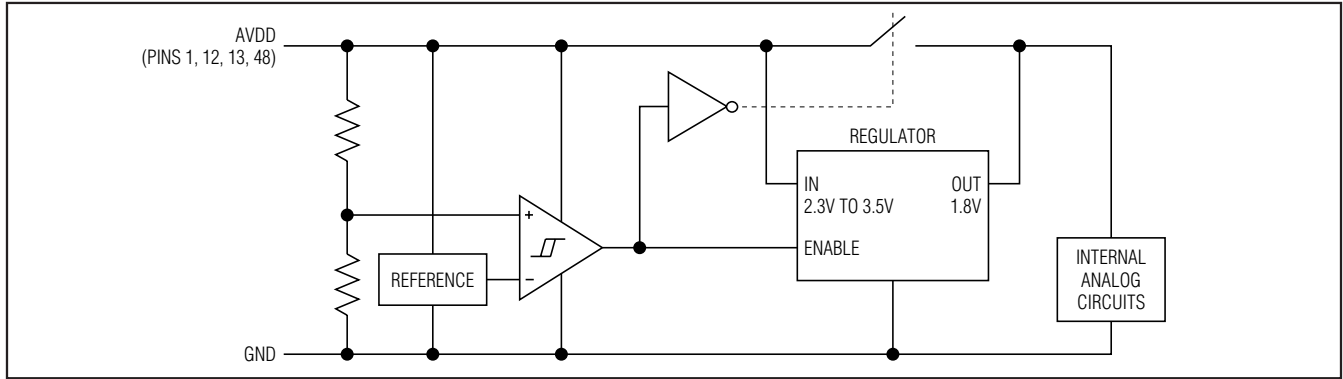 AVDD
(PINS 1, 12, 13, 48)
REGULATOR
IN
2.3V TO 3.5V
OUT
1.8V
+
ENABLE
REFERENCE
−
INTERNAL
ANALOG
CIRCUITS
GND